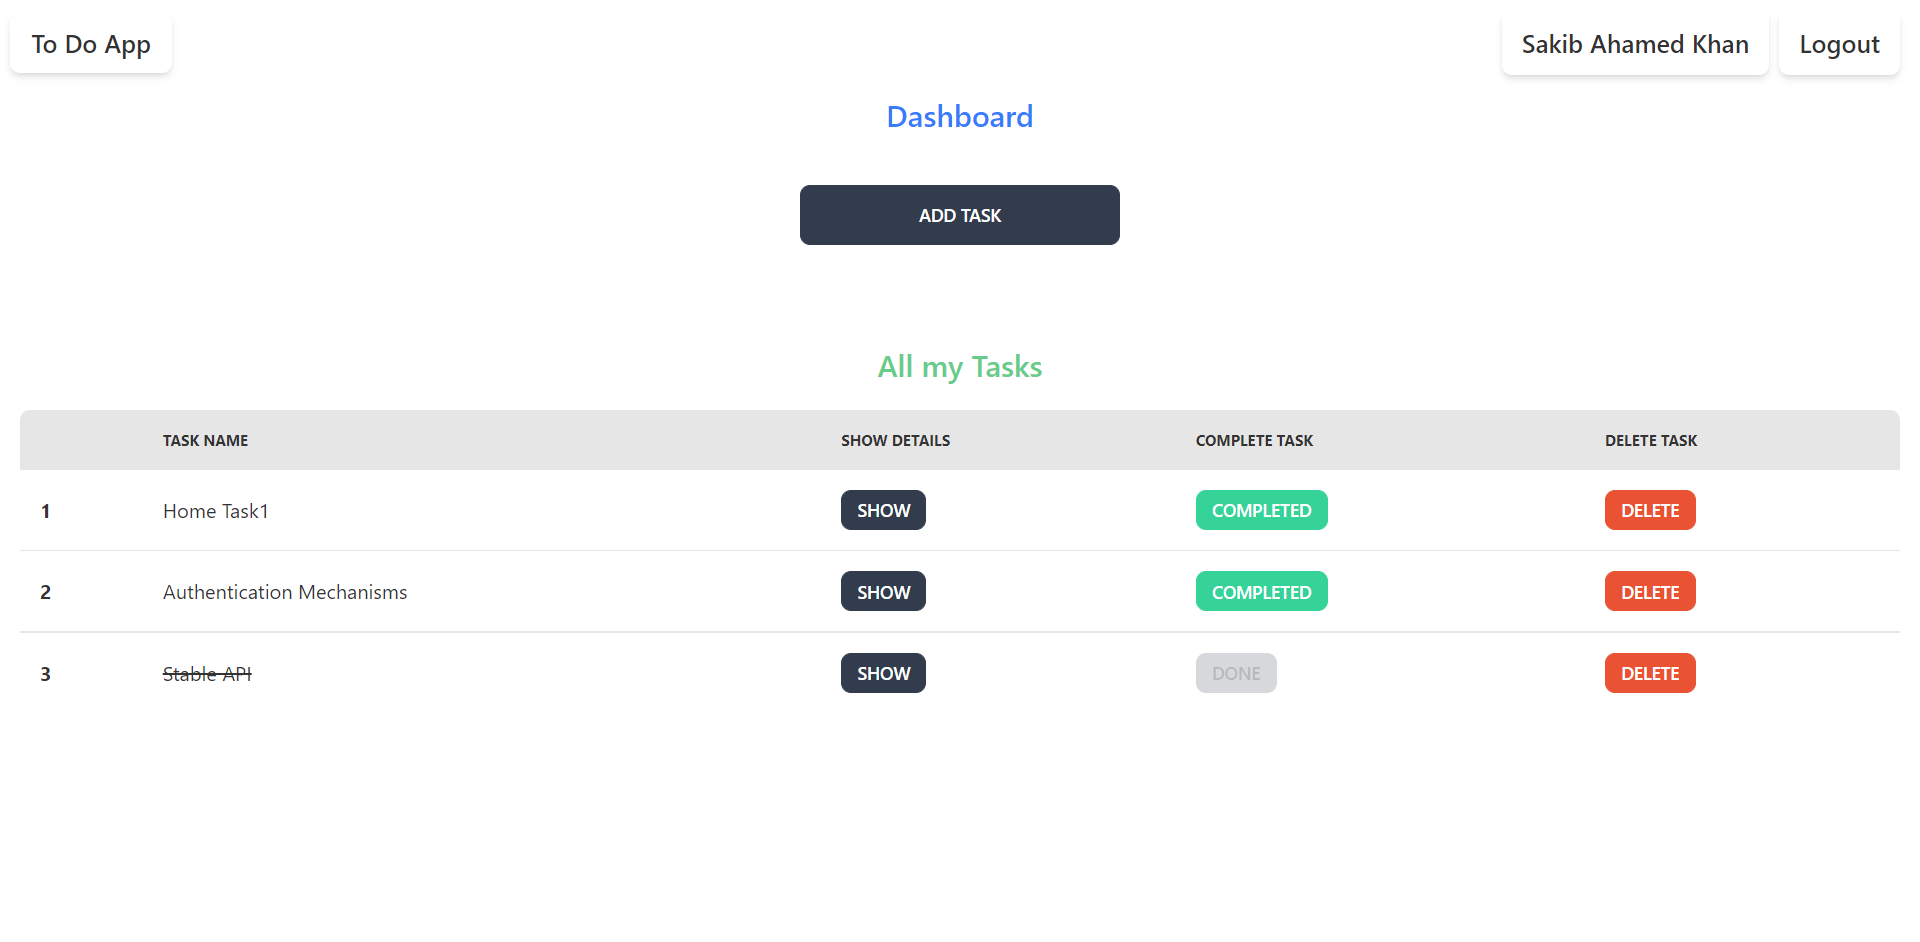 To Do App Sakib Ahamed Khan Logout
Dashboard
ADD TASK
All my Tasks
TASK NAME SHOW DETAILS COMPLETE TASK DELETE TASK
1 Home Task1 SHOW COMPLETED DELETE
2 Authentication Mechanisms SHOW COMPLETED DELETE
3 Stable API SHOW DONE DELETE